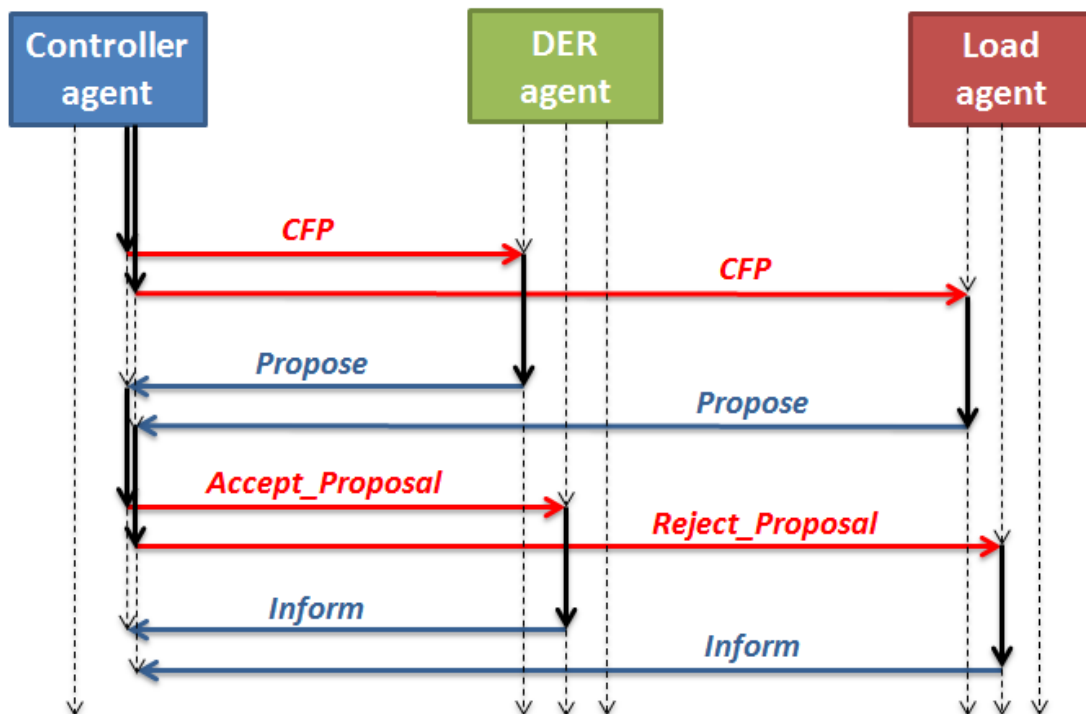 Controller
agent
DER
agent
Load
agent
CFP
CFP
Propose
Propose
Accept_Proposal
Reject_Proposal
Inform
Inform